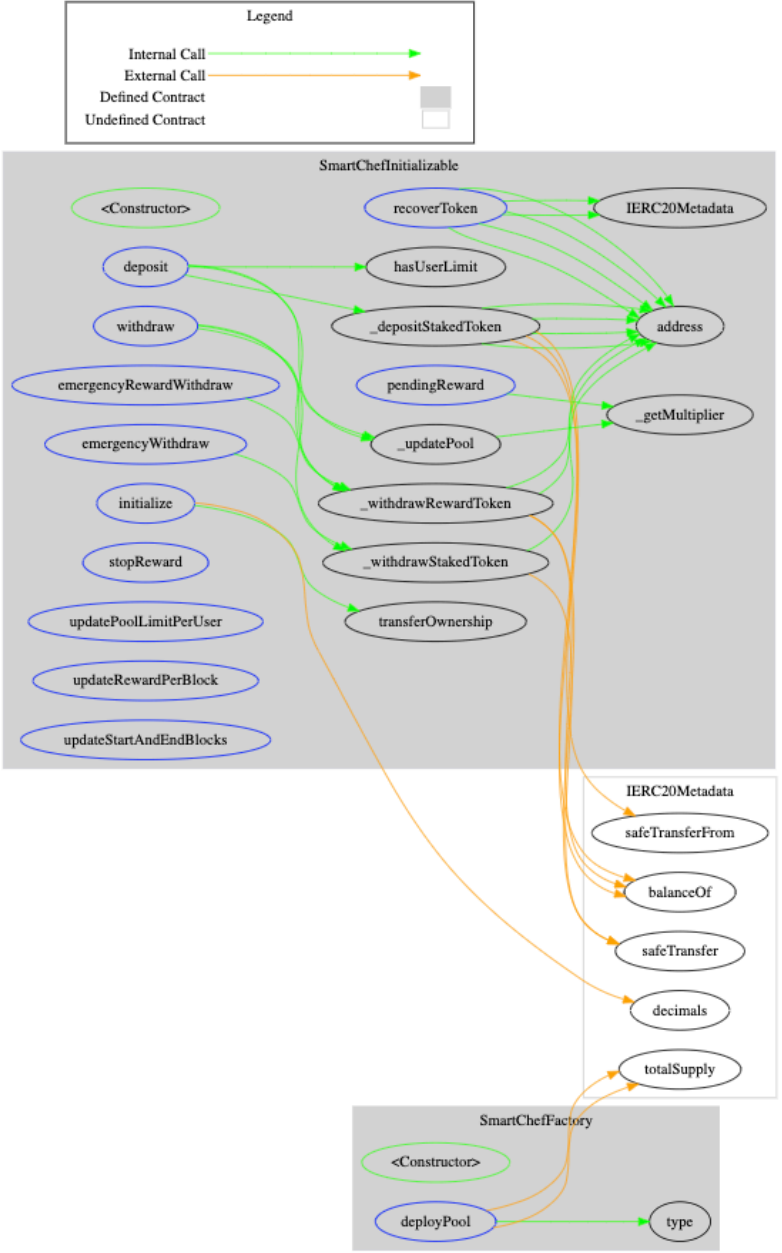 Legend
Internal Call
External Call
Defined Contract
Undefined Contract
SmartChefInitializable
<Constructor>
recoverToken
IERC20Metadata
deposit
hasUserLimit
withdraw
_depositStakedToken
address
emergencyRewardWithdraw
pendingReward
_getMultiplier
emergencyWithdraw
_updatePool
initialize
_withdrawRewardToken
stopReward
_withdrawStakedToken
updatePoolLimitPerUser
transferOwnership
updateRewardPerBlock
updateStartAndEndBlocks
IERC20Metadata
safeTransferFrom
balanceOf
safeTransfer
decimals
totalSupply
SmartChefFactory
<Constructor>
deployPool
type